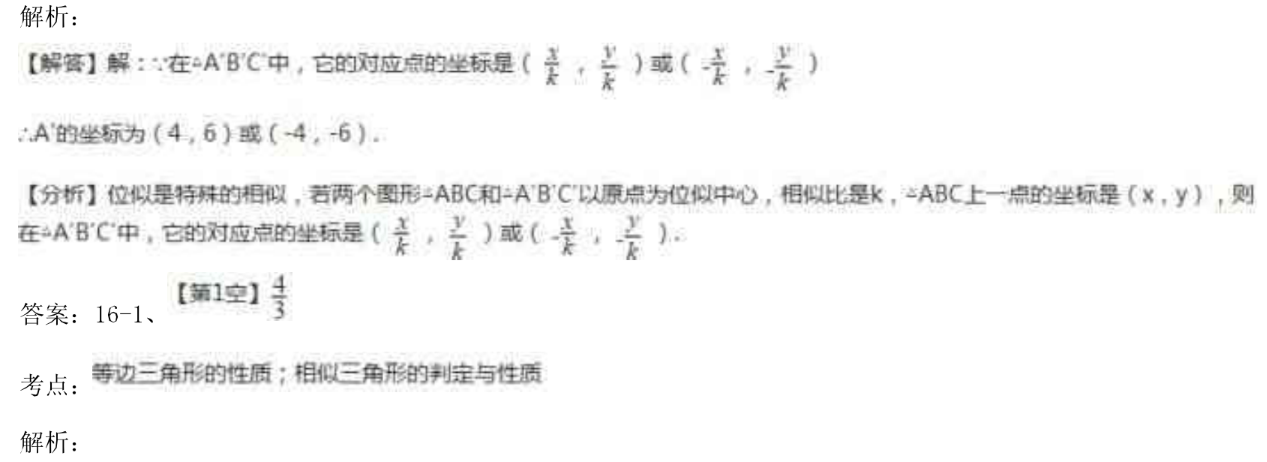 解析：
【解答】解：∵在△A'B'C'中，它的对应点的坐标是（ x/k ， y/k ）或（ -x/k ， -y/k ）
∴A'的坐标为（4，6）或（-4，-6）.
【分析】位似是特殊的相似，若两个图形△ABC和△A'B'C'以原点为位似中心，相似比是k，△ABC上一点的坐标是（x，y），则
在△A'B'C'中，它的对应点的坐标是（ x/k ， y/k ）或（ -x/k ， -y/k ）.
答案：16-1、【第1空】4/3
考点：等边三角形的性质；相似三角形的判定与性质
解析：